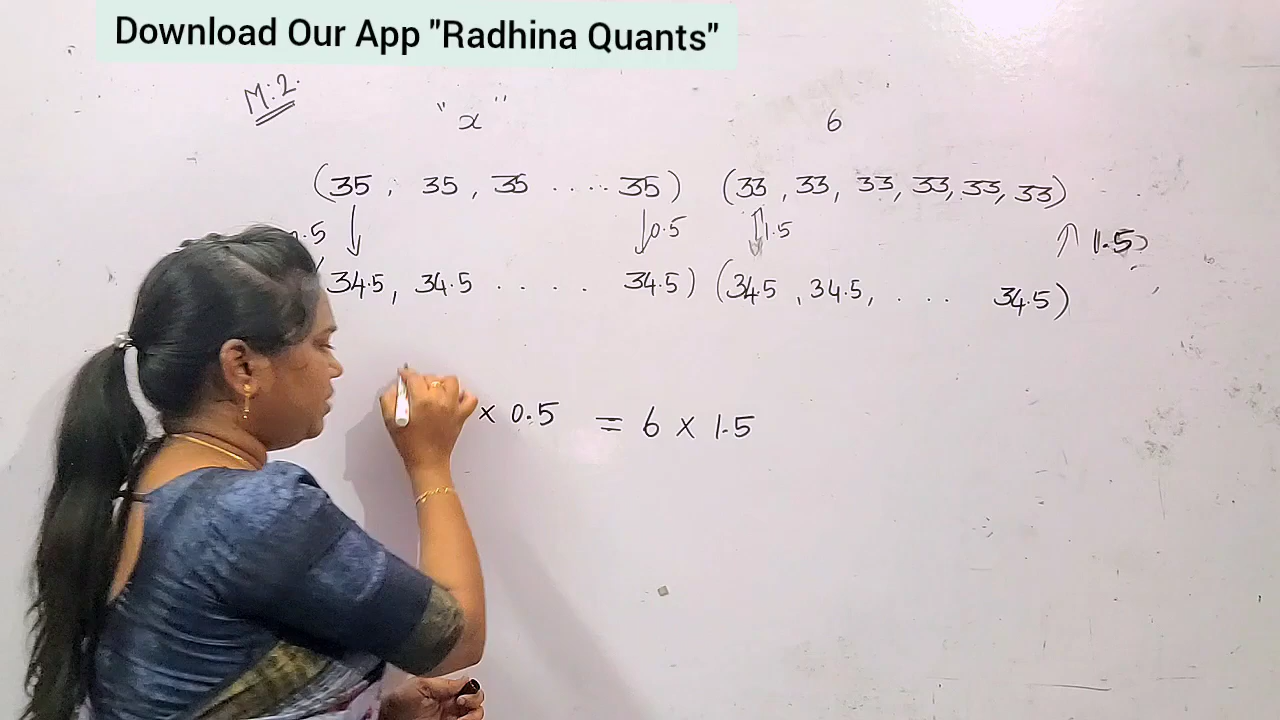 Download Our App "Radhina Quants"
M:2.
"x" 6
(35, 35, 35 ..... 35) (33, 33, 33, 33, 33, 33)
0.5 0.5 1.5 1.5
(34.5, 34.5 ..... 34.5) (34.5, 34.5, .... 34.5)
× 0.5 = 6 × 1.5